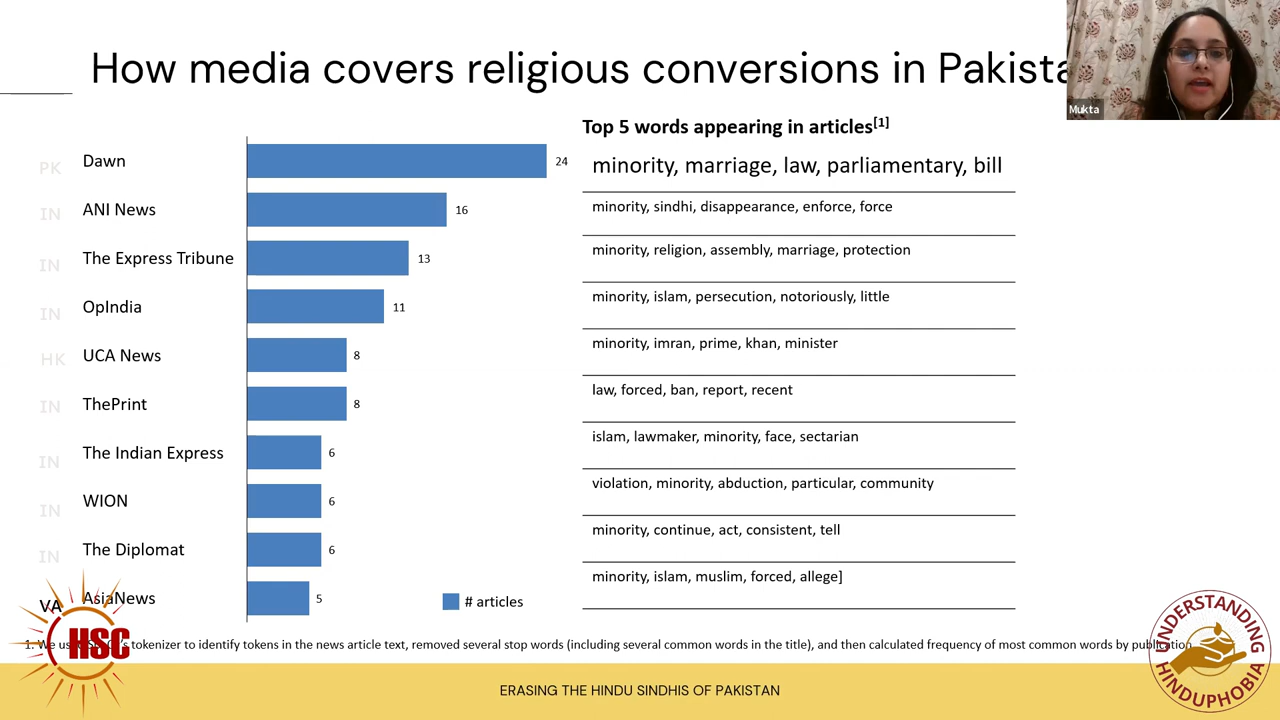 How media covers religious conversions in Pakista
Mukta
Top 5 words appearing in articles[1]
PK Dawn 24 minority, marriage, law, parliamentary, bill
IN ANI News 16 minority, sindhi, disappearance, enforce, force
IN The Express Tribune 13 minority, religion, assembly, marriage, protection
IN OpIndia 11 minority, islam, persecution, notoriously, little
HK UCA News 8 minority, imran, prime, khan, minister
IN ThePrint 8 law, forced, ban, report, recent
IN The Indian Express 6 islam, lawmaker, minority, face, sectarian
IN WION 6 violation, minority, abduction, particular, community
IN The Diplomat 6 minority, continue, act, consistent, tell
VA AsiaNews 5 minority, islam, muslim, forced, allege]
# articles
1. We tokenizer to identify tokens in the news article text, removed several stop words (including several common words in the title), and then calculated frequency of most common words by publication
HSC
UNDERSTANDING HINDUPHOBIA
ERASING THE HINDU SINDHIS OF PAKISTAN